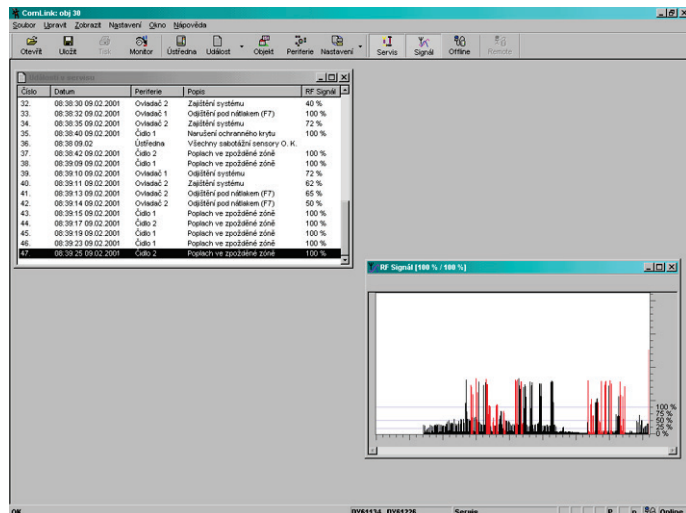 ComLink: obj 30
Soubor Upravit Zobrazit Nastavení Okno Nápověda
Otevřít Uložit Tisk Monitor Ústředna Událost Objekt Periferie Nastavení Servis Signál Offline Remote
Číslo Datum Periferie Popis RF Signál
32. 08:38:30 09.02.2001 Ovladač 2 Zajištění systému 40 %
33. 08:38:32 09.02.2001 Ovladač 1 Odjištění pod nátlakem (F7) 100 %
34. 08:38:35 09.02.2001 Ovladač 2 Zajištění systému 72 %
35. 08:38:40 09.02.2001 Čidlo 1 Narušení ochranného krytu 100 %
36. 08:38 09.02 Ústředna Všechny sabotážní sensory O. K.
37. 08:38:42 09.02.2001 Čidlo 2 Poplach ve zpožděné zóně 100 %
38. 08:39:09 09.02.2001 Čidlo 1 Poplach ve zpožděné zóně 100 %
39. 08:39:10 09.02.2001 Ovladač 1 Odjištění systému 72 %
40. 08:39:11 09.02.2001 Ovladač 2 Zajištění systému 62 %
41. 08:39:13 09.02.2001 Ovladač 2 Odjištění pod nátlakem (F7) 65 %
42. 08:39:14 09.02.2001 Ovladač 2 Odjištění pod nátlakem (F7) 50 %
43. 08:39:15 09.02.2001 Čidlo 1 Poplach ve zpožděné zóně 100 %
44. 08:39:17 09.02.2001 Čidlo 2 Poplach ve zpožděné zóně 100 %
45. 08:39:19 09.02.2001 Čidlo 1 Poplach ve zpožděné zóně 100 %
46. 08:39:23 09.02.2001 Čidlo 1 Poplach ve zpožděné zóně 100 %
47. 08:39:25 09.02.2001 Čidlo 2 Poplach ve zpožděné zóně 100 %
RF Signál [100 % / 100 %]
100 %
75 %
50 %
25 %
0 %
OK DY61134, DY61226 Servis P n Online